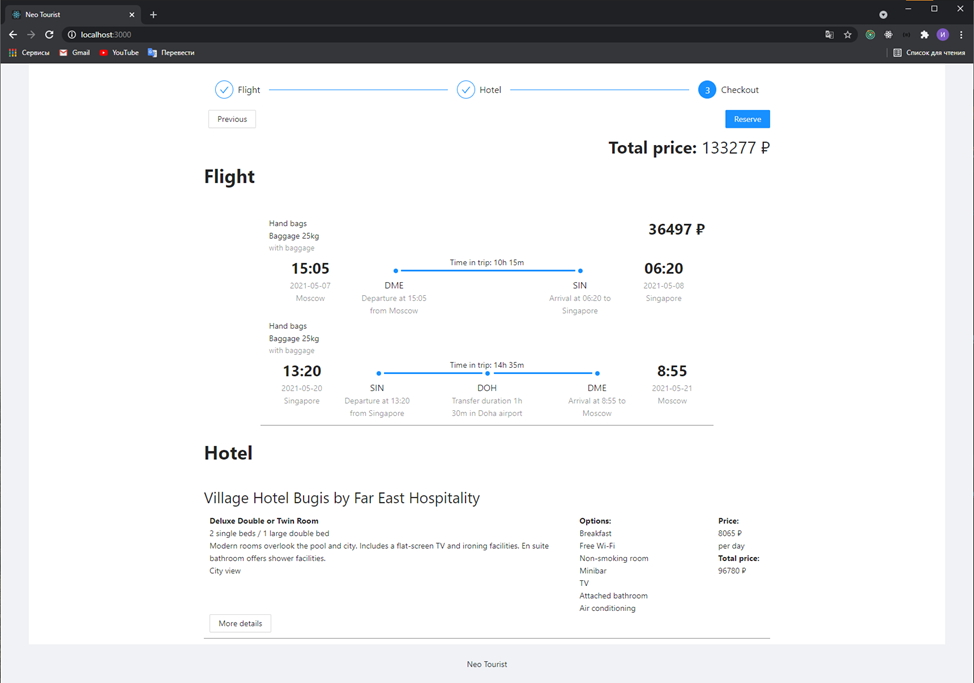 Neo Tourist
localhost:3000
Сервисы Gmail YouTube Перевести Список для чтения
Flight Hotel 3 Checkout
Previous Reserve
Total price: 133277 ₽
Flight
Hand bags
36497 ₽
Baggage 25kg
with baggage
Time in trip: 10h 15m
15:05 06:20
2021-05-07 DME SIN 2021-05-08
Moscow Departure at 15:05 Arrival at 06:20 to Singapore
from Moscow Singapore
Hand bags
Baggage 25kg
with baggage
Time in trip: 14h 35m
13:20 8:55
2021-05-20 SIN DOH DME 2021-05-21
Singapore Departure at 13:20 Transfer duration 1h Arrival at 8:55 to Moscow
from Singapore 30m in Doha airport Moscow
Hotel
Village Hotel Bugis by Far East Hospitality
Deluxe Double or Twin Room Options: Price:
2 single beds / 1 large double bed Breakfast 8065 ₽
Modern rooms overlook the pool and city. Includes a flat-screen TV and ironing facilities. En suite Free Wi-Fi per day
bathroom offers shower facilities. Non-smoking room Total price:
City view Minibar 96780 ₽
TV
Attached bathroom
Air conditioning
More details
Neo Tourist